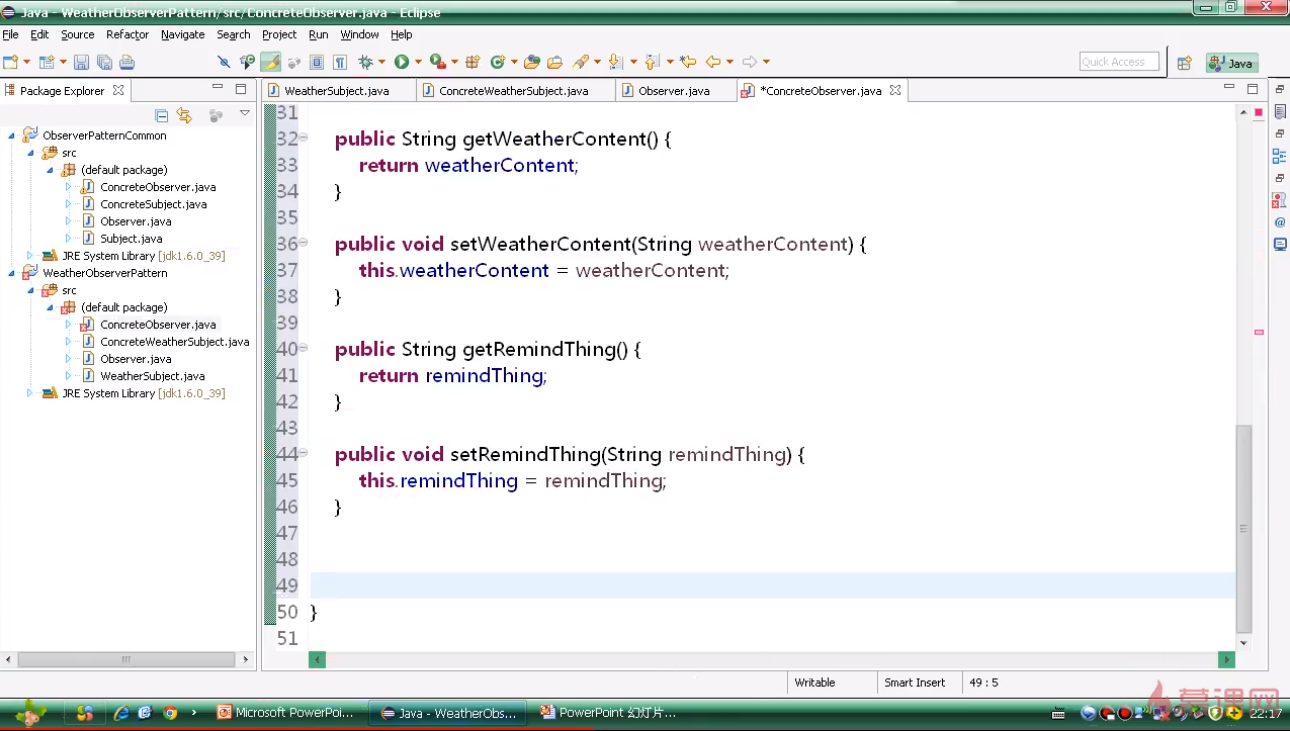 Java - WeatherObserverPattern/src/ConcreteObserver.java - Eclipse
File Edit Source Refactor Navigate Search Project Run Window Help
Quick Access
Java
Package Explorer
WeatherSubject.java ConcreteWeatherSubject.java Observer.java *ConcreteObserver.java
ObserverPatternCommon
src
(default package)
ConcreteObserver.java
ConcreteSubject.java
Observer.java
Subject.java
JRE System Library [jdk1.6.0_39]
WeatherObserverPattern
src
(default package)
ConcreteObserver.java
ConcreteWeatherSubject.java
Observer.java
WeatherSubject.java
JRE System Library [jdk1.6.0_39]
31
32 public String getWeatherContent() {
33 return weatherContent;
34 }
35
36 public void setWeatherContent(String weatherContent) {
37 this.weatherContent = weatherContent;
38 }
39
40 public String getRemindThing() {
41 return remindThing;
42 }
43
44 public void setRemindThing(String remindThing) {
45 this.remindThing = remindThing;
46 }
47
48
49
50 }
51
Writable Smart Insert 49 : 5
慕课网
Microsoft PowerPoi... Java - WeatherObs... PowerPoint 幻灯片... 22:17